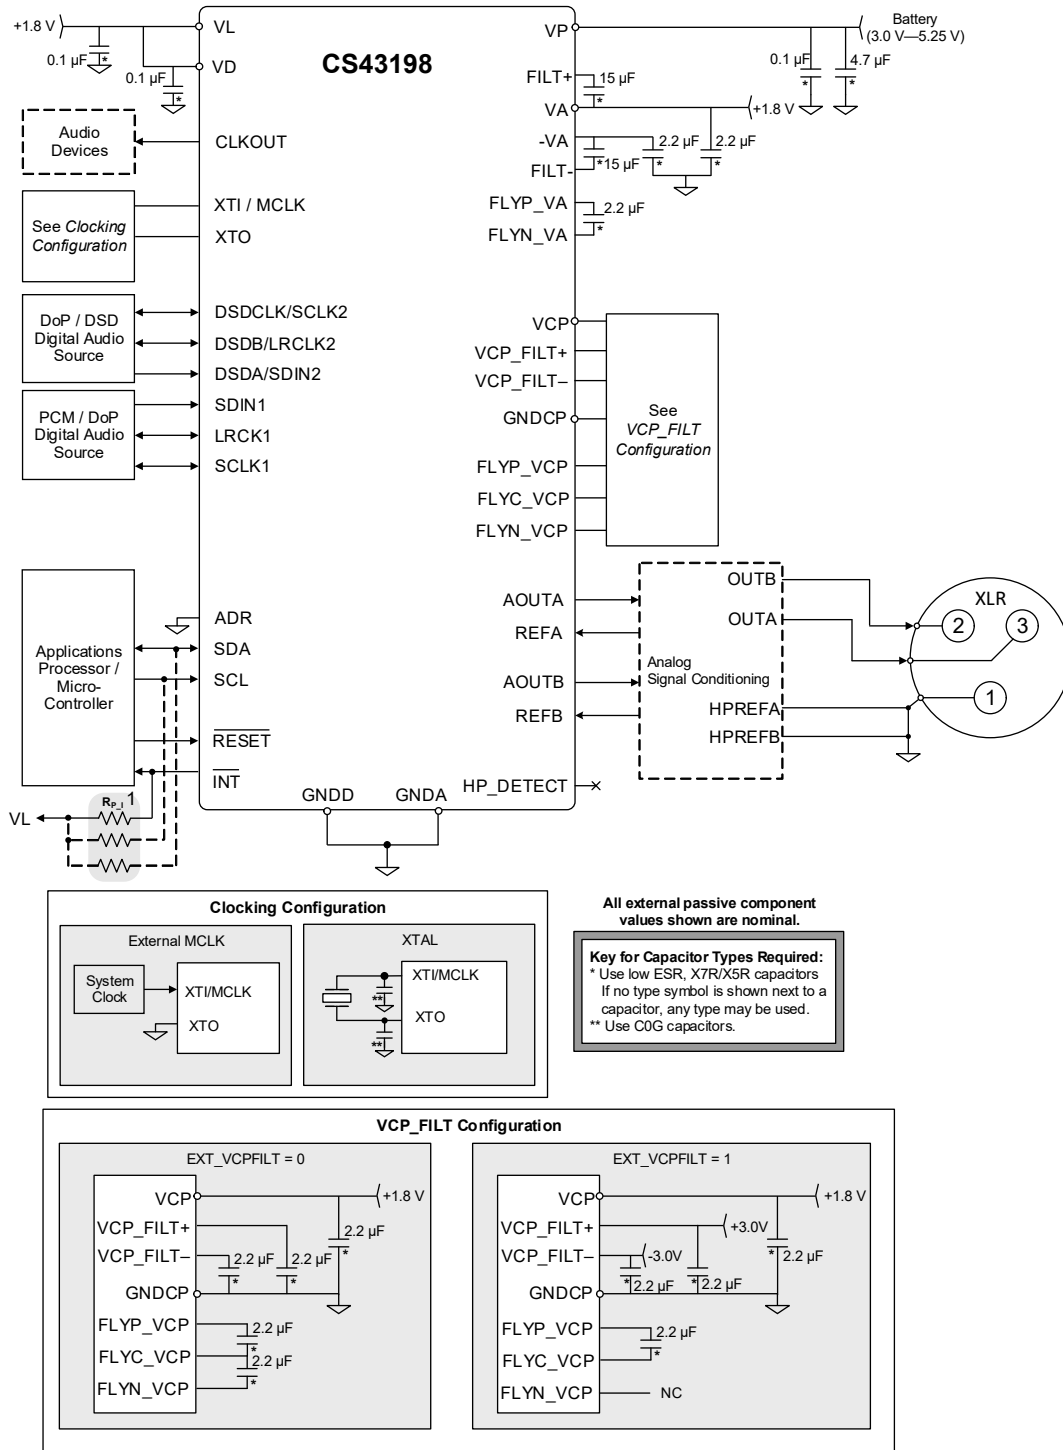 +1.8 V
VL
0.1 µF
*
VD
0.1 µF
*
CS43198
VP
Battery
(3.0 V—5.25 V)
0.1 µF
*
4.7 µF
*
FILT+
15 µF
*
VA
+1.8 V
-VA
2.2 µF
*
2.2 µF
*
15 µF
*
FILT-
FLYP_VA
2.2 µF
*
FLYN_VA
Audio
Devices
CLKOUT
See Clocking
Configuration
XTI / MCLK
XTO
DoP / DSD
Digital Audio
Source
DSDCLK/SCLK2
DSDB/LRCLK2
DSDA/SDIN2
PCM / DoP
Digital Audio
Source
SDIN1
LRCK1
SCLK1
VCP
VCP_FILT+
VCP_FILT–
GNDCP
FLYP_VCP
FLYC_VCP
FLYN_VCP
See
VCP_FILT
Configuration
Applications
Processor /
Micro-
Controller
ADR
SDA
SCL
RESET
INT
RP_I 1
VL
AOUTA
REFA
AOUTB
REFB
HP_DETECT
GNDD
GNDA
OUTB
OUTA
Analog
Signal Conditioning
HPREFA
HPREFB
XLR
2
3
1
Clocking Configuration
External MCLK
System
Clock
XTI/MCLK
XTO
XTAL
XTI/MCLK
**
XTO
**
All external passive component
values shown are nominal.
Key for Capacitor Types Required:
* Use low ESR, X7R/X5R capacitors
If no type symbol is shown next to a
capacitor, any type may be used.
** Use C0G capacitors.
VCP_FILT Configuration
EXT_VCPFILT = 0
VCP
+1.8 V
VCP_FILT+
2.2 µF
*
VCP_FILT–
2.2 µF
*
2.2 µF
*
GNDCP
FLYP_VCP
2.2 µF
*
FLYC_VCP
2.2 µF
*
FLYN_VCP
EXT_VCPFILT = 1
VCP
+1.8 V
VCP_FILT+
+3.0V
VCP_FILT–
-3.0V
*
2.2 µF
*
2.2 µF
*
2.2 µF
GNDCP
FLYP_VCP
2.2 µF
*
FLYC_VCP
FLYN_VCP
NC